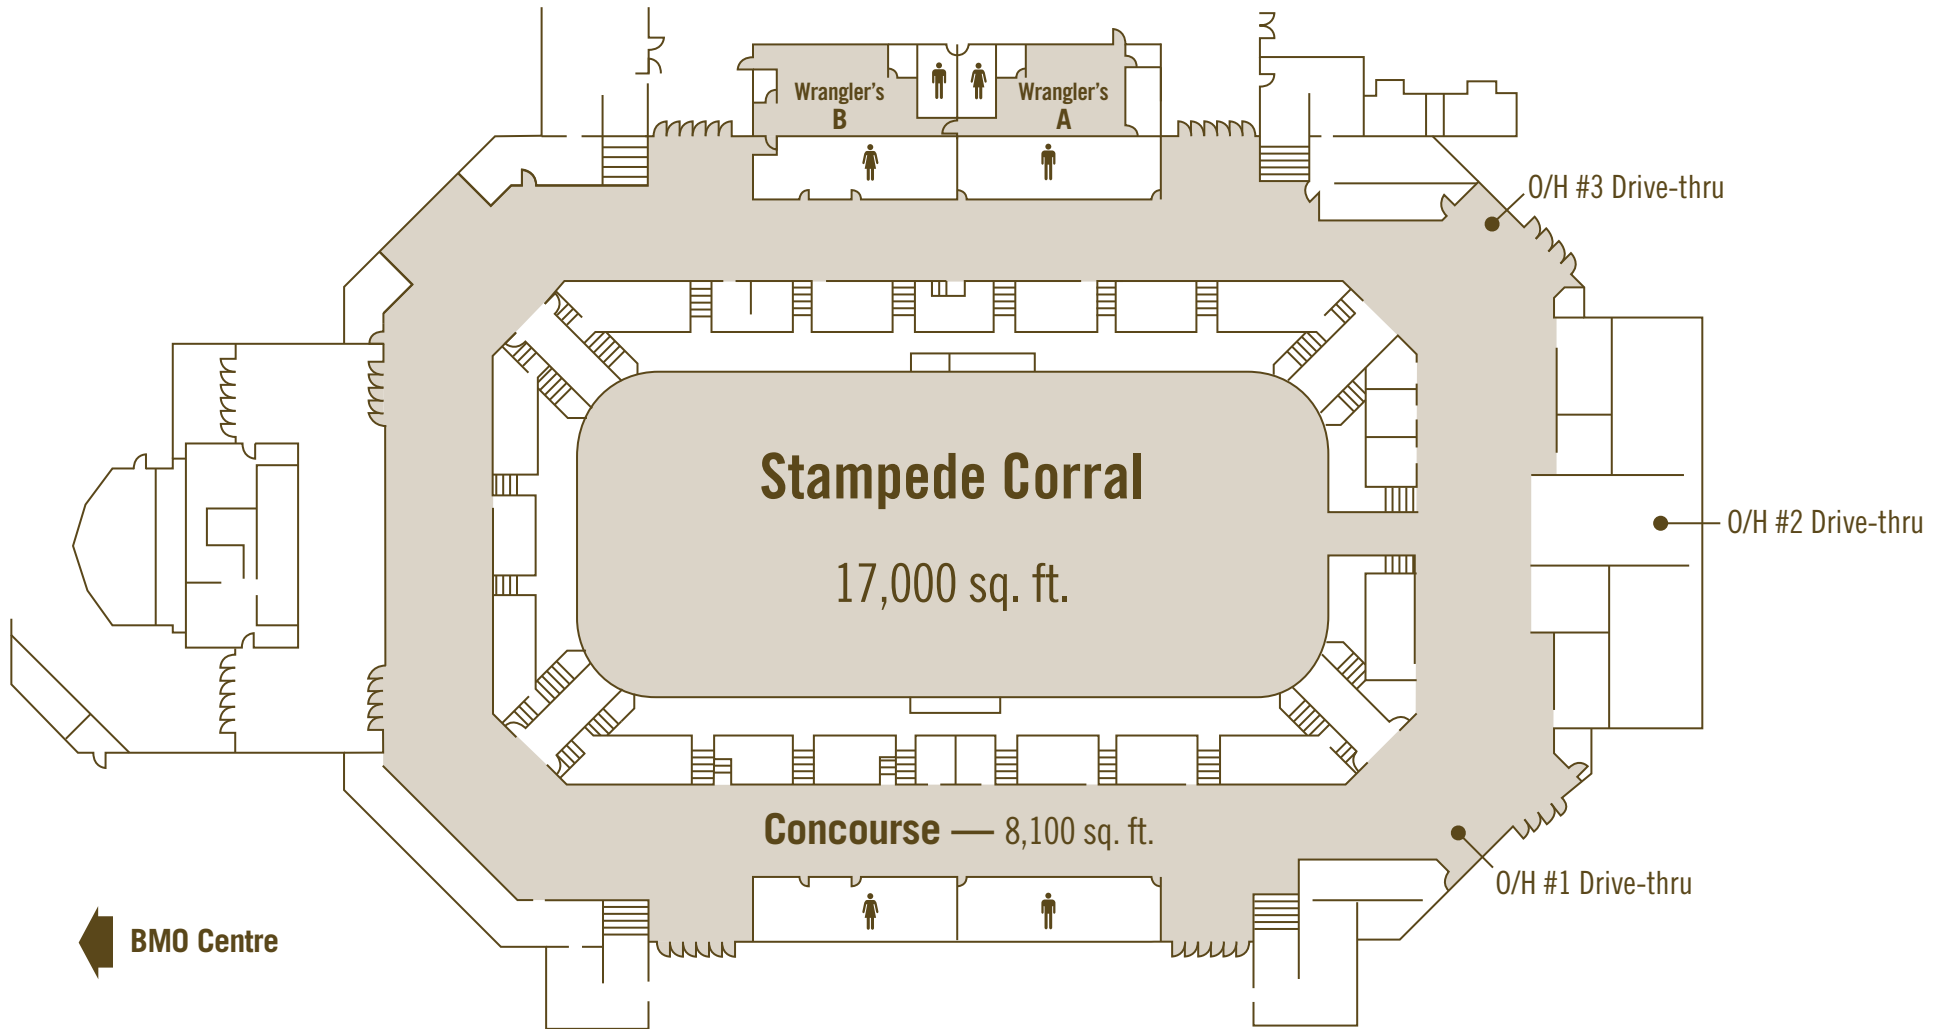 Wrangler's
B
Wrangler's
A
O/H #3 Drive-thru
Stampede Corral
17,000 sq. ft.
O/H #2 Drive-thru
Concourse — 8,100 sq. ft.
O/H #1 Drive-thru
BMO Centre